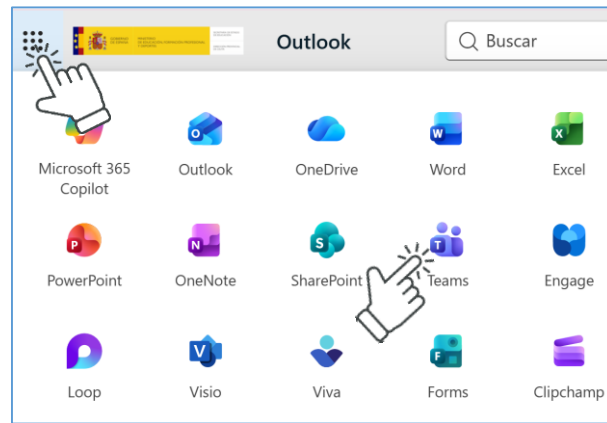 Outlook
Buscar
Microsoft 365
Copilot
Outlook
OneDrive
Word
Excel
PowerPoint
OneNote
SharePoint
Teams
Engage
Loop
Visio
Viva
Forms
Clipchamp